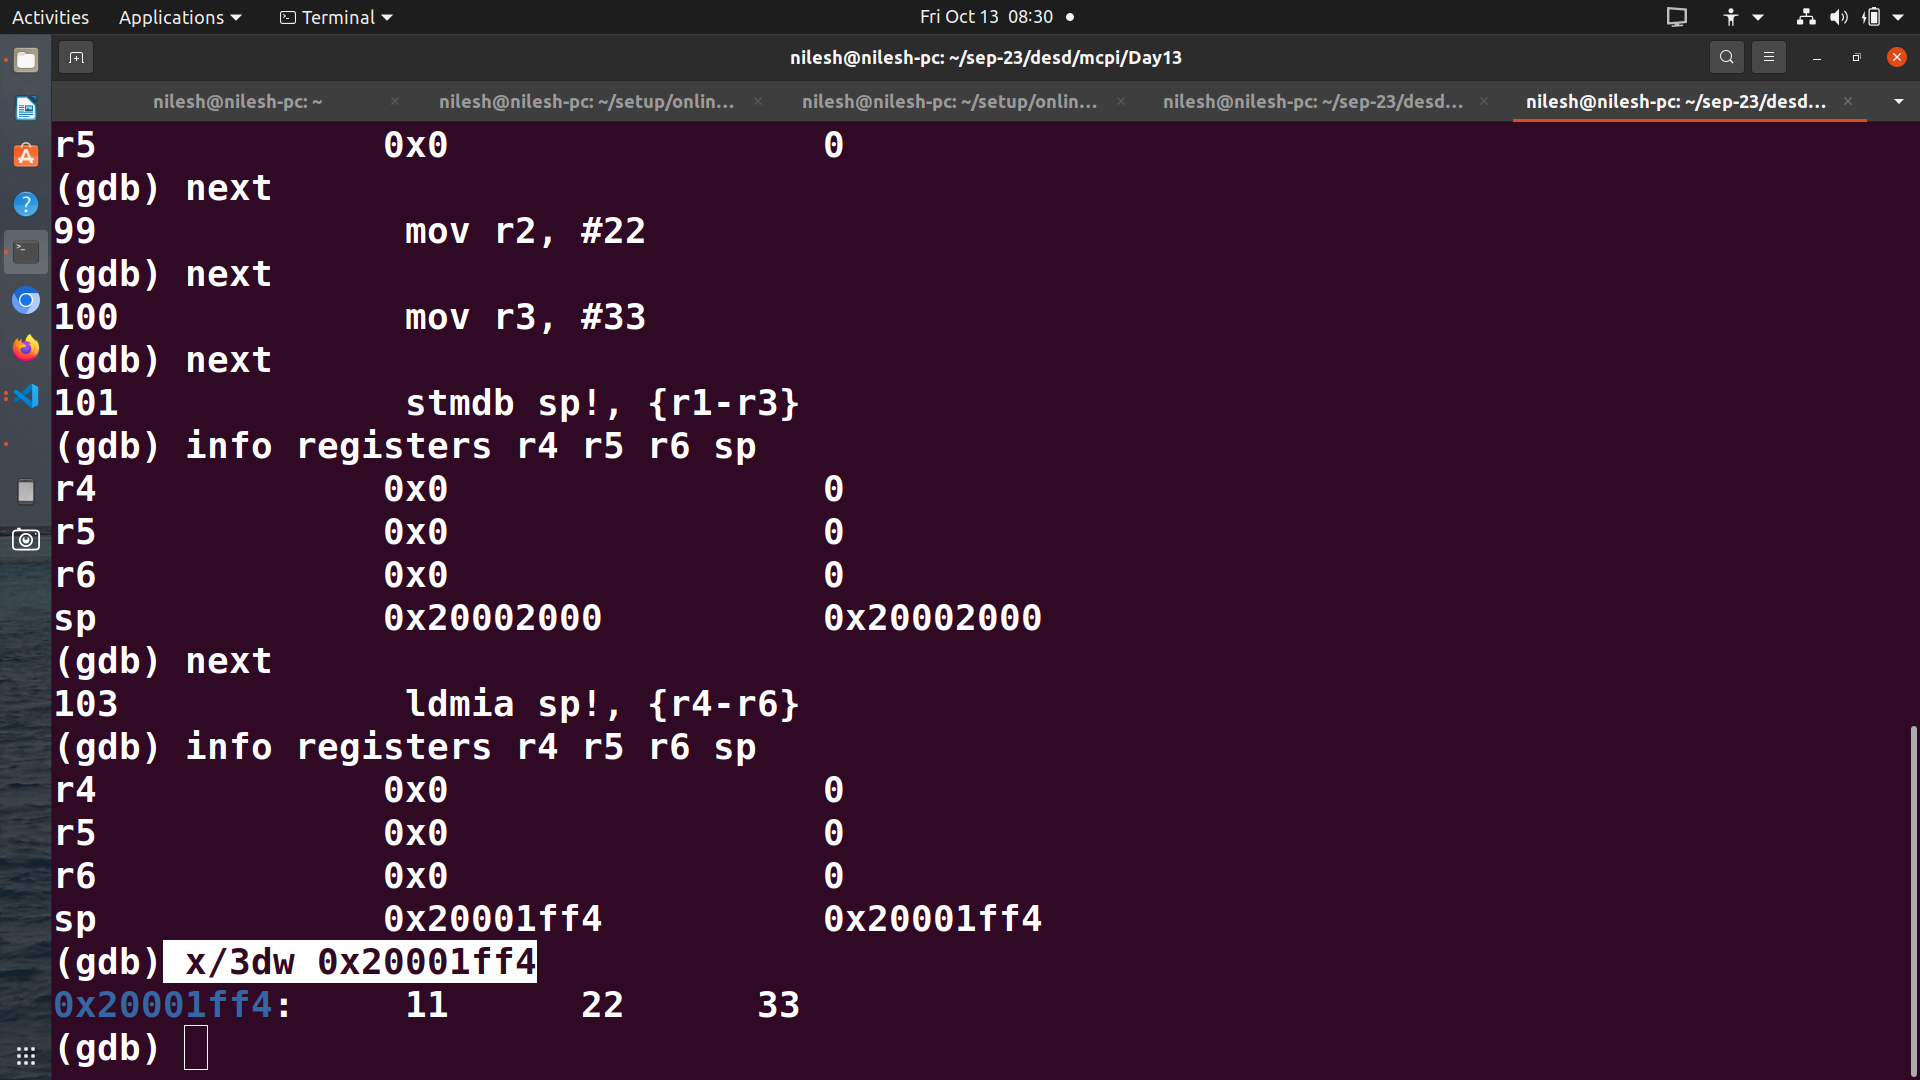 Activities Applications Terminal Fri Oct 13 08:30
nilesh@nilesh-pc: ~/sep-23/desd/mcpi/Day13
nilesh@nilesh-pc: ~ nilesh@nilesh-pc: ~/setup/onlin... nilesh@nilesh-pc: ~/setup/onlin... nilesh@nilesh-pc: ~/sep-23/desd... nilesh@nilesh-pc: ~/sep-23/desd...
r5 0x0 0
(gdb) next
99 mov r2, #22
(gdb) next
100 mov r3, #33
(gdb) next
101 stmdb sp!, {r1-r3}
(gdb) info registers r4 r5 r6 sp
r4 0x0 0
r5 0x0 0
r6 0x0 0
sp 0x20002000 0x20002000
(gdb) next
103 ldmia sp!, {r4-r6}
(gdb) info registers r4 r5 r6 sp
r4 0x0 0
r5 0x0 0
r6 0x0 0
sp 0x20001ff4 0x20001ff4
(gdb) x/3dw 0x20001ff4
0x20001ff4: 11 22 33
(gdb)